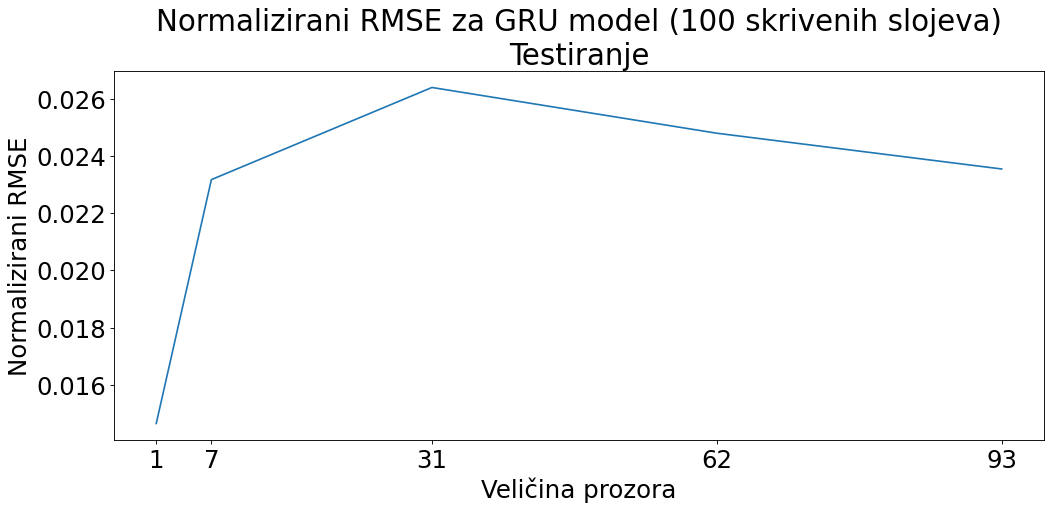 Normalizirani RMSE za GRU model (100 skrivenih slojeva)
Testiranje
Normalizirani RMSE
0.026
0.024
0.022
0.020
0.018
0.016
1 7 31 62 93
Veličina prozora